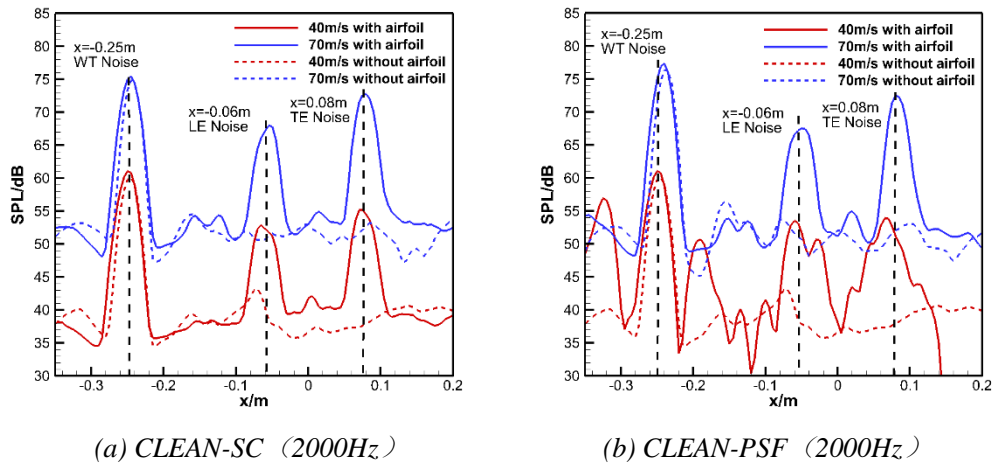 85
80
75
70
65
60
55
50
45
40
35
30
SPL/dB
-0.3
-0.2
-0.1
0
0.1
0.2
x/m
x=-0.25m
WT Noise
x=-0.06m
LE Noise
x=0.08m
TE Noise
40m/s with airfoil
70m/s with airfoil
40m/s without airfoil
70m/s without airfoil
(a) CLEAN-SC（2000Hz）
85
80
75
70
65
60
55
50
45
40
35
30
SPL/dB
-0.3
-0.2
-0.1
0
0.1
0.2
x/m
x=-0.25m
WT Noise
x=-0.06m
LE Noise
x=0.08m
TE Noise
40m/s with airfoil
70m/s with airfoil
40m/s without airfoil
70m/s without airfoil
(b) CLEAN-PSF（2000Hz）